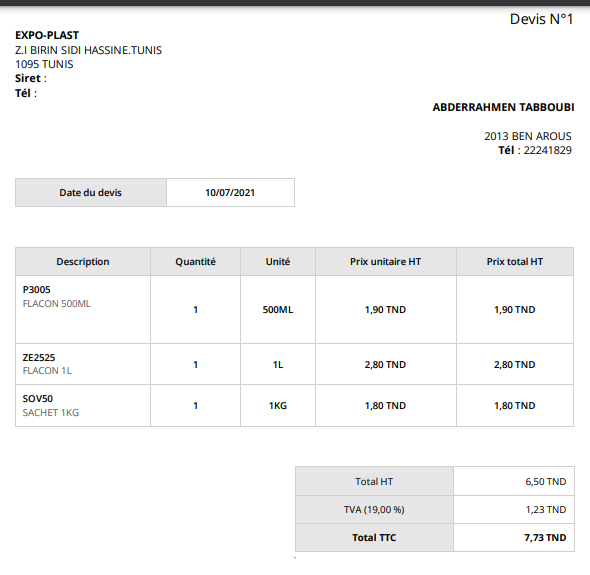 Devis N°1
EXPO-PLAST
Z.I BIRIN SIDI HASSINE.TUNIS
1095 TUNIS
Siret :
Tél :
ABDERRAHMEN TABBOUBI
2013 BEN AROUS
Tél : 22241829
Date du devis 10/07/2021
Description Quantité Unité Prix unitaire HT Prix total HT
P3005
FLACON 500ML
1 500ML 1,90 TND 1,90 TND
ZE2525
FLACON 1L
1 1L 2,80 TND 2,80 TND
SOV50
SACHET 1KG
1 1KG 1,80 TND 1,80 TND
Total HT 6,50 TND
TVA (19,00 %) 1,23 TND
Total TTC 7,73 TND